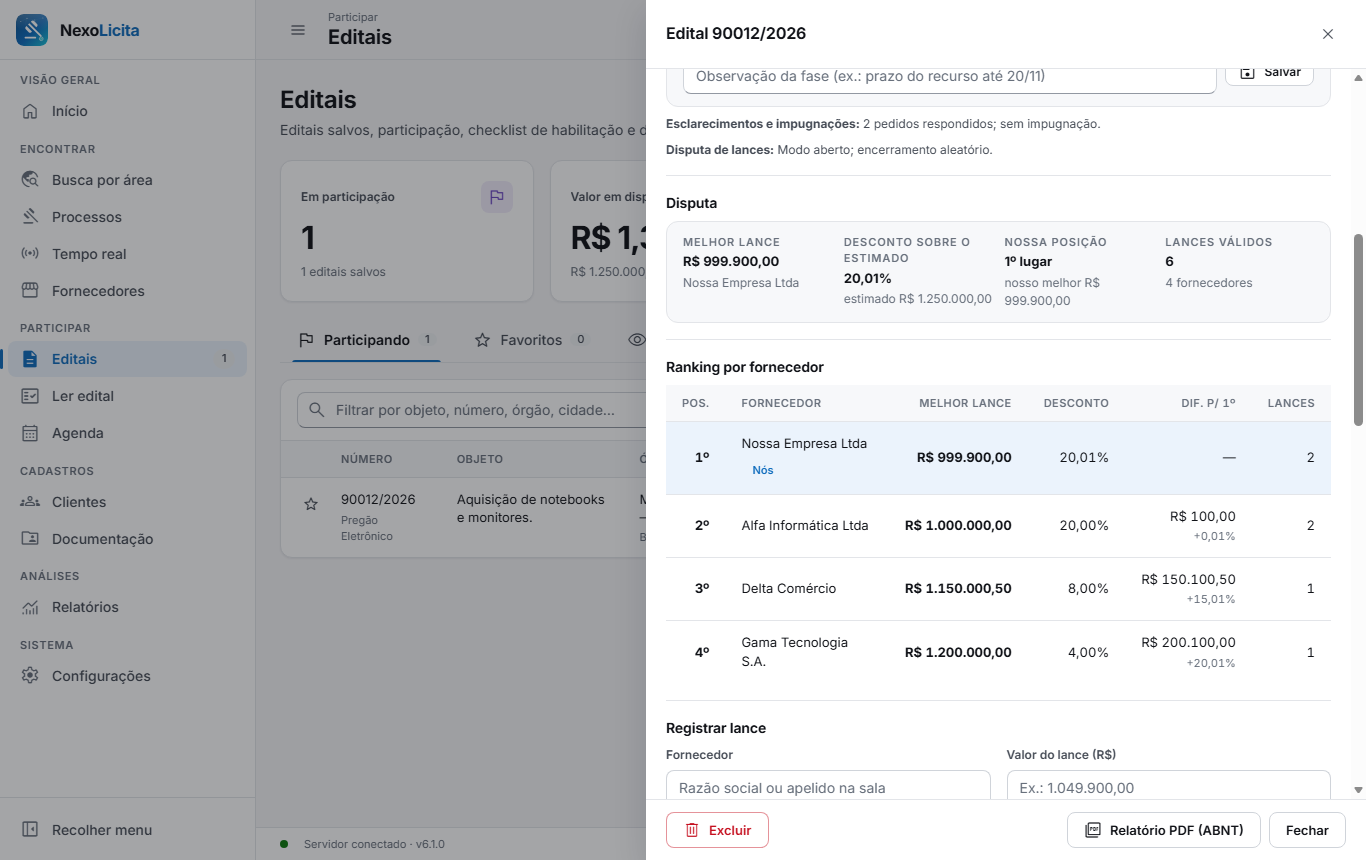 NexoLicita
VISÃO GERAL
Início
ENCONTRAR
Busca por área
Processos
Tempo real
Fornecedores
PARTICIPAR
Editais 1
Ler edital
Agenda
CADASTROS
Clientes
Documentação
ANÁLISES
Relatórios
SISTEMA
Configurações
Recolher menu
Participar
Editais
Editais
Editais salvos, participação, checklist de habilitação e d
Em participação
1
1 editais salvos
Valor em disp
R$ 1,3
R$ 1.250.000
Participando 1
Favoritos 0
Filtrar por objeto, número, órgão, cidade...
NÚMERO OBJETO
90012/2026
Pregão
Eletrônico
Aquisição de notebooks
e monitores.
Servidor conectado · v6.1.0
Edital 90012/2026
Observação da fase (ex.: prazo do recurso até 20/11)
Salvar
Esclarecimentos e impugnações: 2 pedidos respondidos; sem impugnação.
Disputa de lances: Modo aberto; encerramento aleatório.
Disputa
MELHOR LANCE
R$ 999.900,00
Nossa Empresa Ltda
DESCONTO SOBRE O
ESTIMADO
20,01%
estimado R$ 1.250.000,00
NOSSA POSIÇÃO
1º lugar
nosso melhor R$
999.900,00
LANCES VÁLIDOS
6
4 fornecedores
Ranking por fornecedor
POS. FORNECEDOR MELHOR LANCE DESCONTO DIF. P/ 1º LANCES
1º Nossa Empresa Ltda R$ 999.900,00 20,01% — 2
Nós
2º Alfa Informática Ltda R$ 1.000.000,00 20,00% R$ 100,00 2
+0,01%
3º Delta Comércio R$ 1.150.000,50 8,00% R$ 150.100,50 1
+15,01%
4º Gama Tecnologia S.A. R$ 1.200.000,00 4,00% R$ 200.100,00 1
+20,01%
Registrar lance
Fornecedor
Razão social ou apelido na sala
Valor do lance (R$)
Ex.: 1.049.900,00
Excluir
Relatório PDF (ABNT)
Fechar